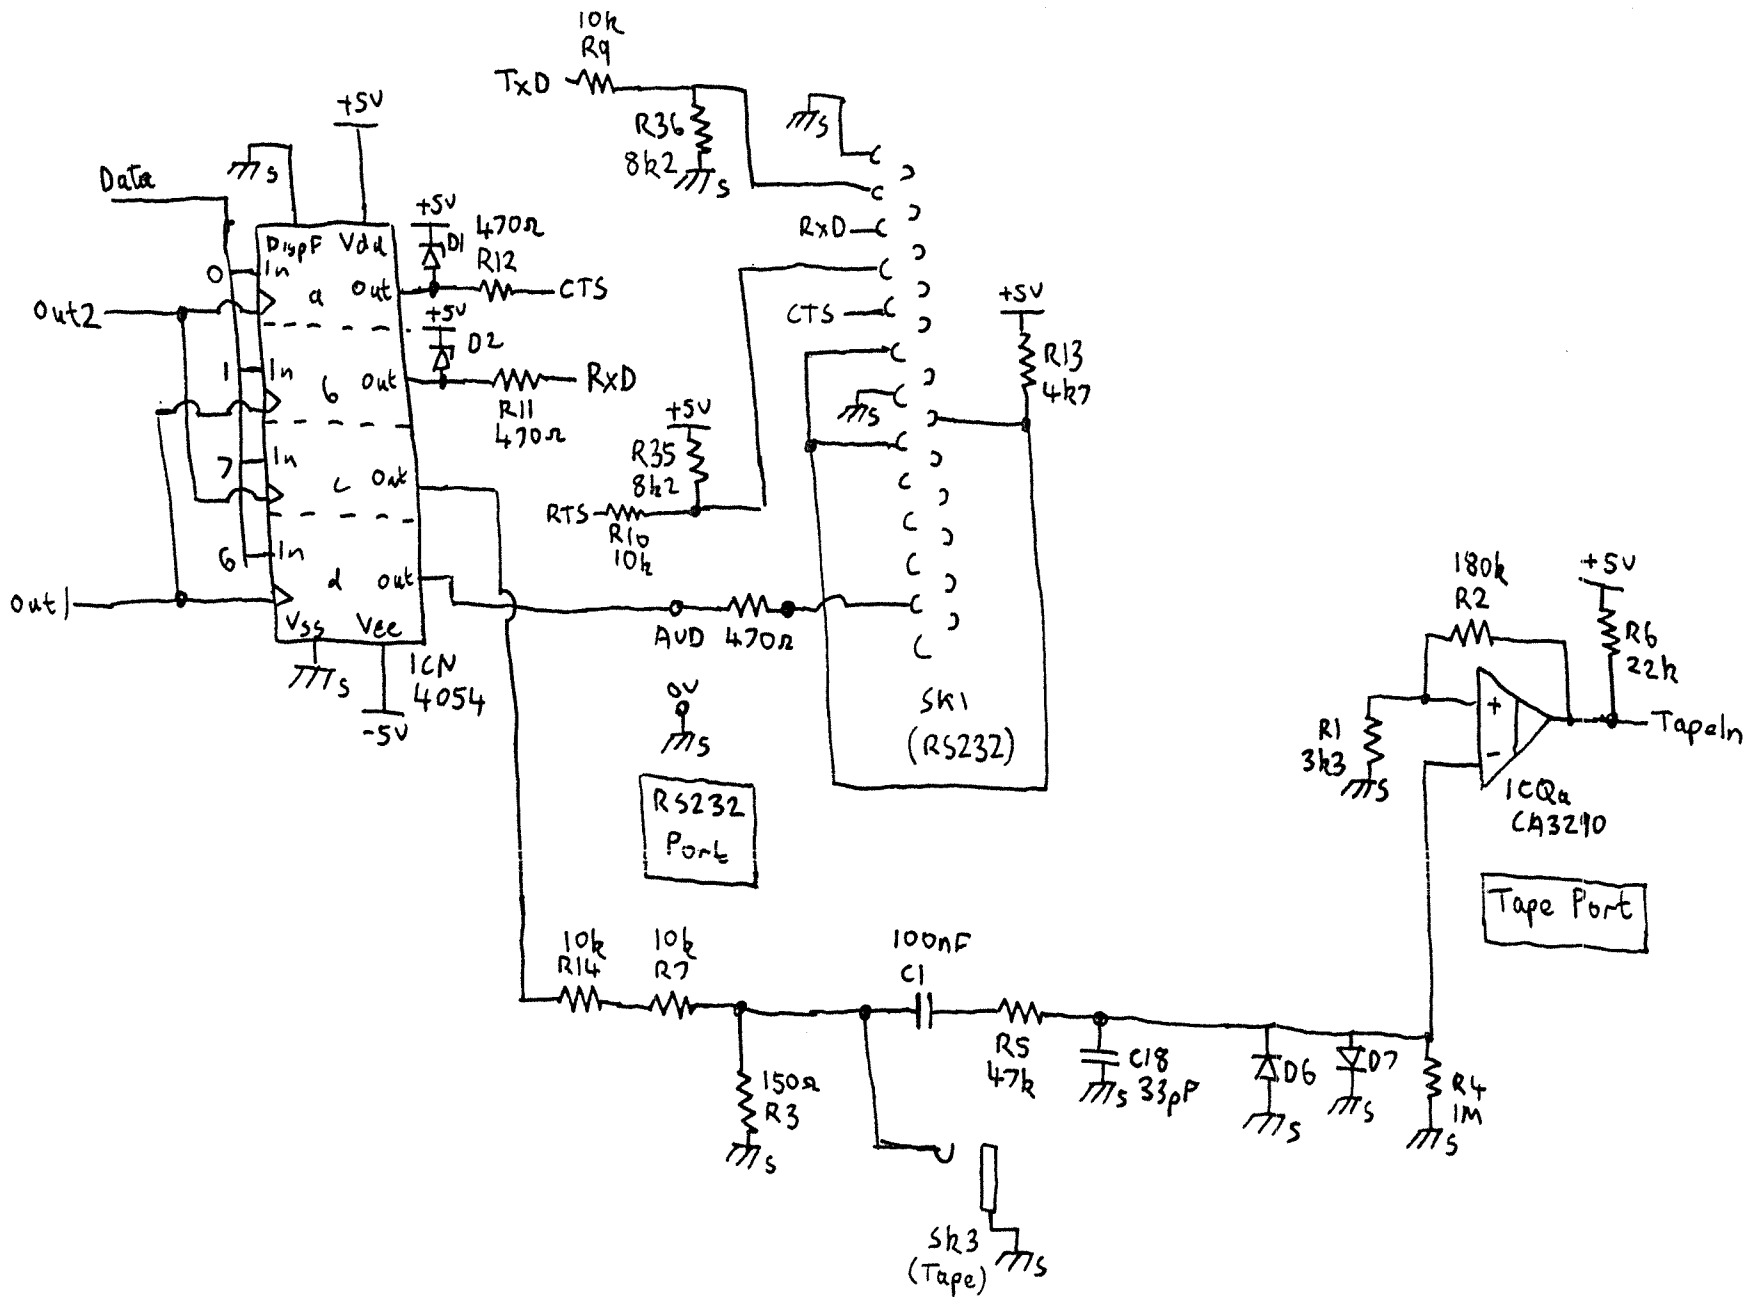 10k
R9
TxD
+5V
R36
8k2
S
S
S
Data
+5V
470Ω
D1
R12
DispF Vdd
0 In
a Out
CTS
RxD
Out2
+5V
D2
CTS
+5V
R13
4k7
1 In
b Out
RxD
R11
470Ω
+5V
S
R35
8k2
7 In
c Out
RTS
R10
10k
6 In
d Out
Out1
Vss Vee
S
ICN
4054
-5V
AUD 470Ω
0V
S
SK1
(RS232)
RS232
Port
180k
R2
+5V
R6
22k
+
-
TapeIn
R1
3k3
S
ICQa
CA3290
Tape Port
10k
R14
10k
R7
100nF
C1
R5
47k
C18
33pF
S
D6
S
D7
S
R4
1M
S
150Ω
R3
S
Sk3
(Tape)
S